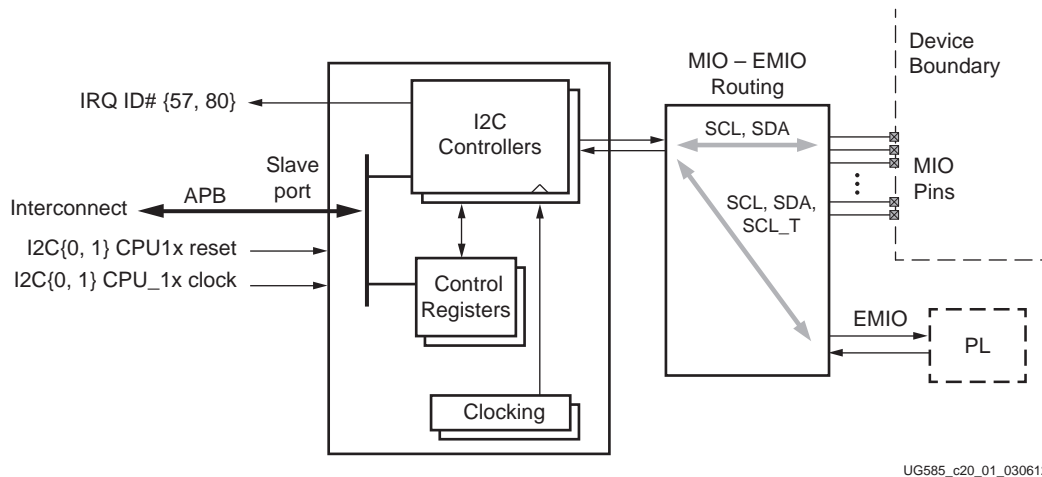 Device
Boundary
MIO – EMIO
Routing
IRQ ID# {57, 80}
I2C
Controllers
SCL, SDA
MIO
Pins
Slave
port
APB
Interconnect
SCL, SDA,
SCL_T
I2C{0, 1} CPU1x reset
I2C{0, 1} CPU_1x clock
Control
Registers
EMIO
PL
Clocking